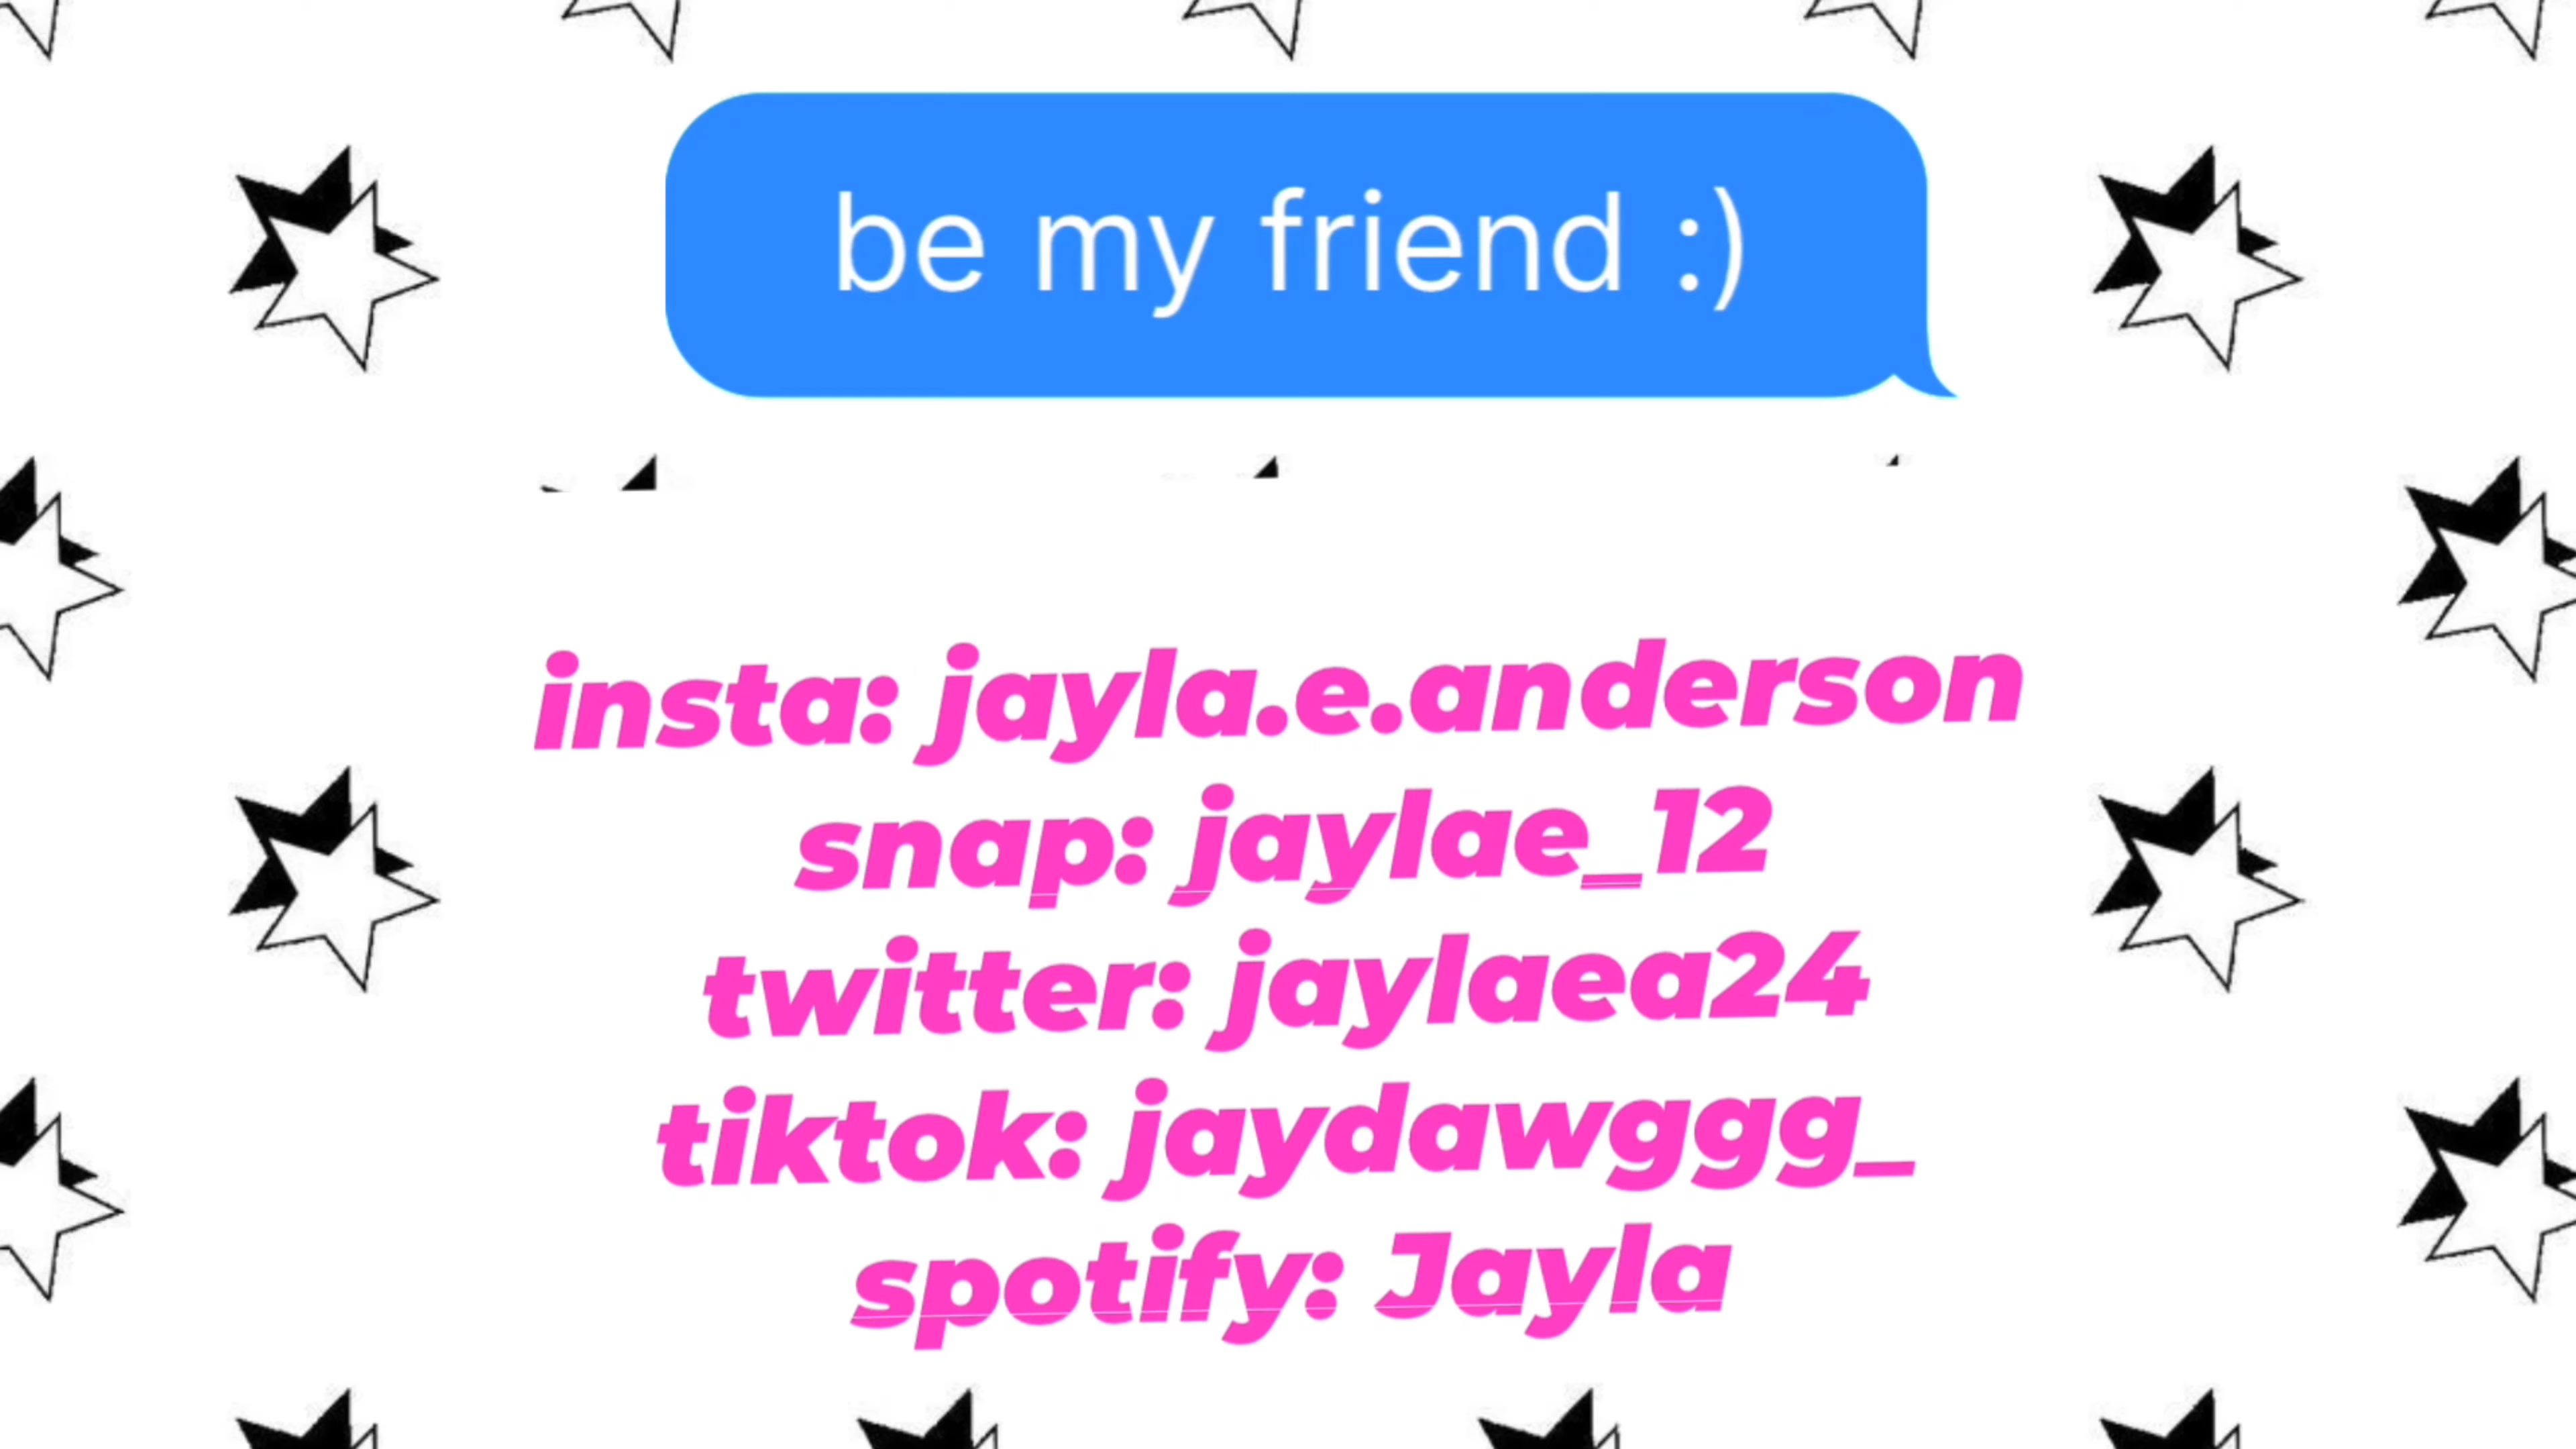 be my friend :)
insta: jayla.e.anderson
snap: jaylae_12
twitter: jaylaea24
tiktok: jaydawggg_
spotify: Jayla